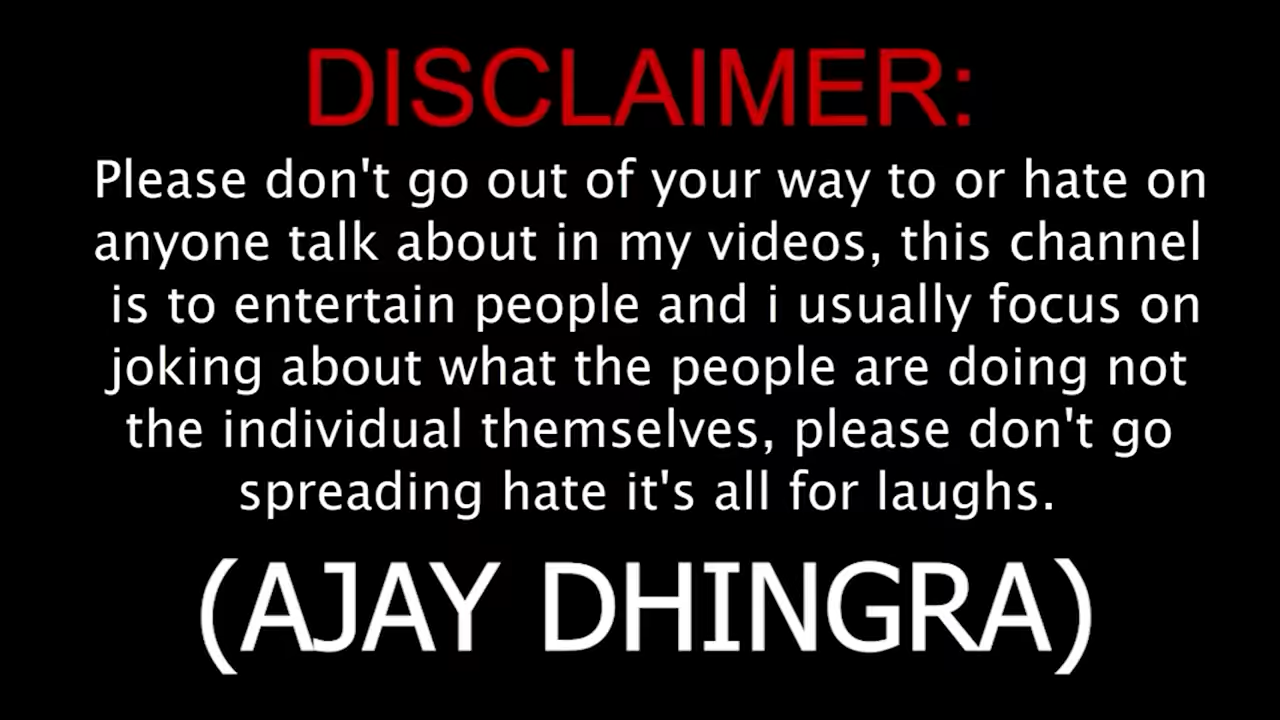 DISCLAIMER:
Please don't go out of your way to or hate on
anyone talk about in my videos, this channel
is to entertain people and i usually focus on
joking about what the people are doing not
the individual themselves, please don't go
spreading hate it's all for laughs.
(AJAY DHINGRA)